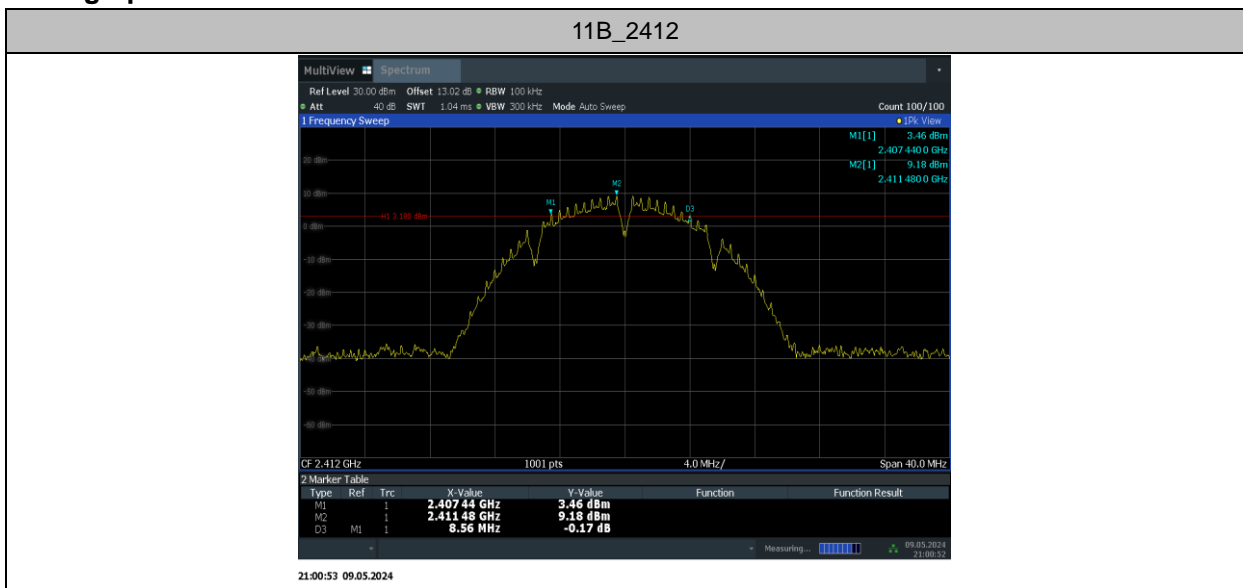 11B_2412
MultiView Spectrum
Ref Level 30.00 dBm Offset 13.02 dB RBW 100 kHz
Att 40 dB SWT 1.04 ms VBW 300 kHz Mode Auto Sweep Count 100/100
1 Frequency Sweep 1Pk View
M1[1] 3.46 dBm
2.407 440 0 GHz
20 dBm
M2[1] 9.18 dBm
2.411 480 0 GHz
M2
10 dBm
M1
D3
H1 3.180 dBm
0 dBm
-10 dBm
-20 dBm
-30 dBm
-40 dBm
-50 dBm
-60 dBm
CF 2.412 GHz 1001 pts 4.0 MHz/ Span 40.0 MHz
2 Marker Table
Type Ref Trc X-Value Y-Value Function Function Result
M1 1 2.407 44 GHz 3.46 dBm
M2 1 2.411 48 GHz 9.18 dBm
D3 M1 1 8.56 MHz -0.17 dB
Measuring... 09.05.2024
21:00:52
21:00:53 09.05.2024